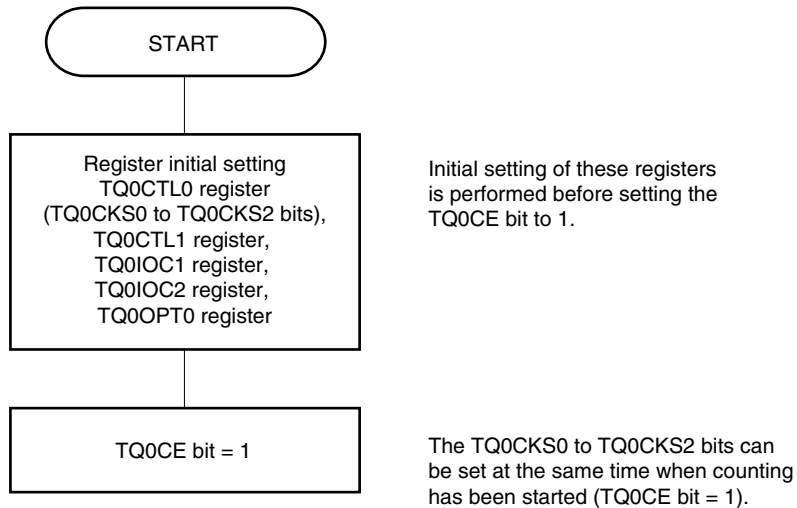 START
Register initial setting
TQ0CTL0 register
(TQ0CKS0 to TQ0CKS2 bits),
TQ0CTL1 register,
TQ0IOC1 register,
TQ0IOC2 register,
TQ0OPT0 register
Initial setting of these registers
is performed before setting the
TQ0CE bit to 1.
TQ0CE bit = 1
The TQ0CKS0 to TQ0CKS2 bits can
be set at the same time when counting
has been started (TQ0CE bit = 1).